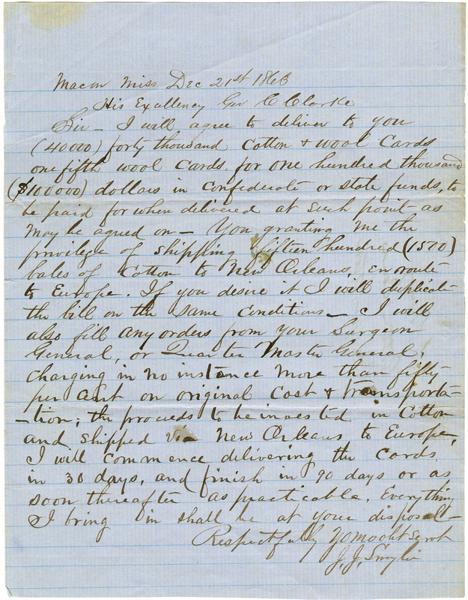 Macon Miss Dec 21st 1863
His Excellency Gov C Clarke
Sir – I will agree to deliver to you
(40000) forty thousand Cotton & wool Cards
one fifth wool Cards, for one hundred thousand
($100000) dollars in Confederate or State funds, to
be paid for when delivered at such point as
may be agreed on – You granting me the
privilege of shipping fifteen hundred (1500)
bales of Cotton to New Orleans, en route
to Europe. If you desire it I will duplicate
the bill on the same conditions – I will
also fill any orders from your Surgeon
General, or Quarter Master General,
charging in no instance more than fifty
per cent on original cost & transporta-
-tion; the proceeds to be invested in Cotton
and shipped via New Orleans to Europe,
I will commence delivering the Cards
in 30 days, and finish in 90 days or as
soon thereafter as practicable. Everything
I bring in shall be at your disposal
Respectfully Yo mo obt Servt
J. J.